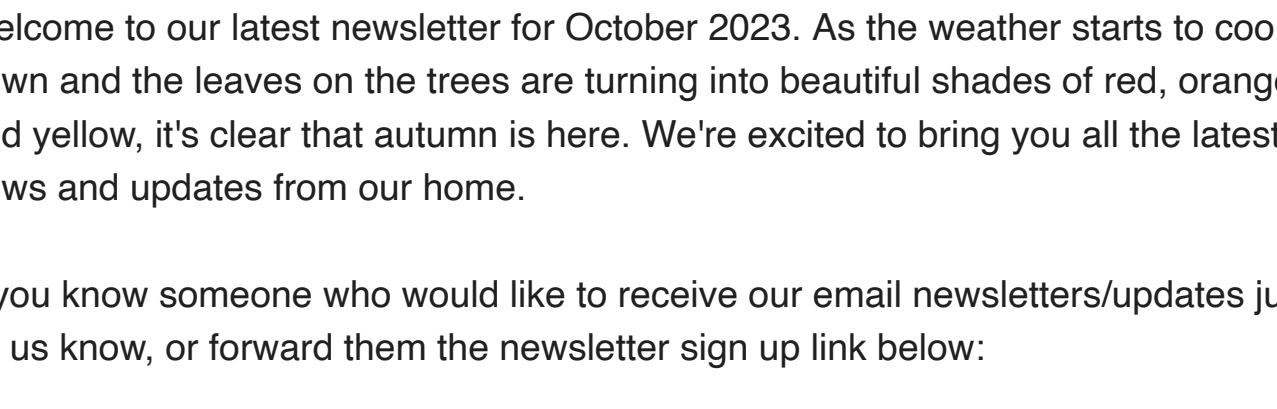 elcome to our latest newsletter for October 2023. As the weather starts to coo
wn and the leaves on the trees are turning into beautiful shades of red, orange
d yellow, it's clear that autumn is here. We're excited to bring you all the latest
ws and updates from our home.
you know someone who would like to receive our email newsletters/updates ju
us know, or forward them the newsletter sign up link below: